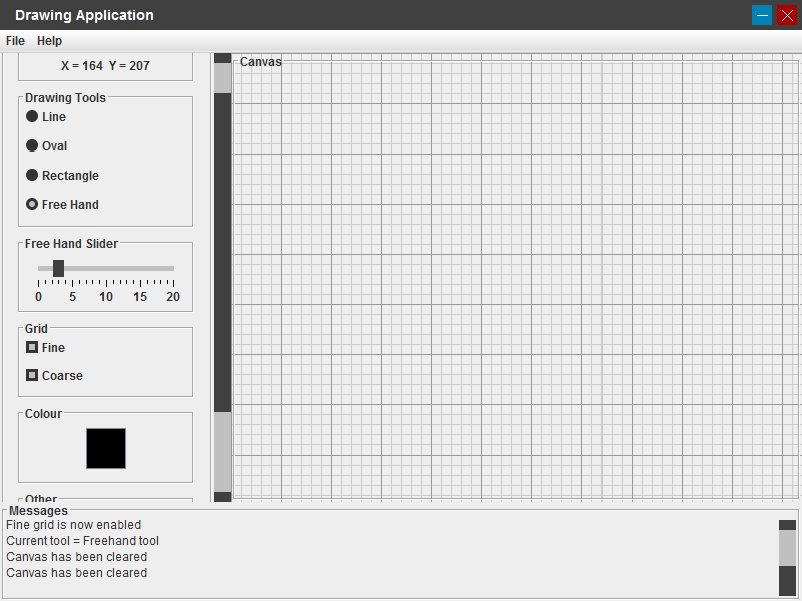 Drawing Application
File Help
X = 164 Y = 207
Canvas
Drawing Tools
Line
Oval
Rectangle
Free Hand
Free Hand Slider
0 5 10 15 20
Grid
Fine
Coarse
Colour
Other
Messages
Fine grid is now enabled
Current tool = Freehand tool
Canvas has been cleared
Canvas has been cleared